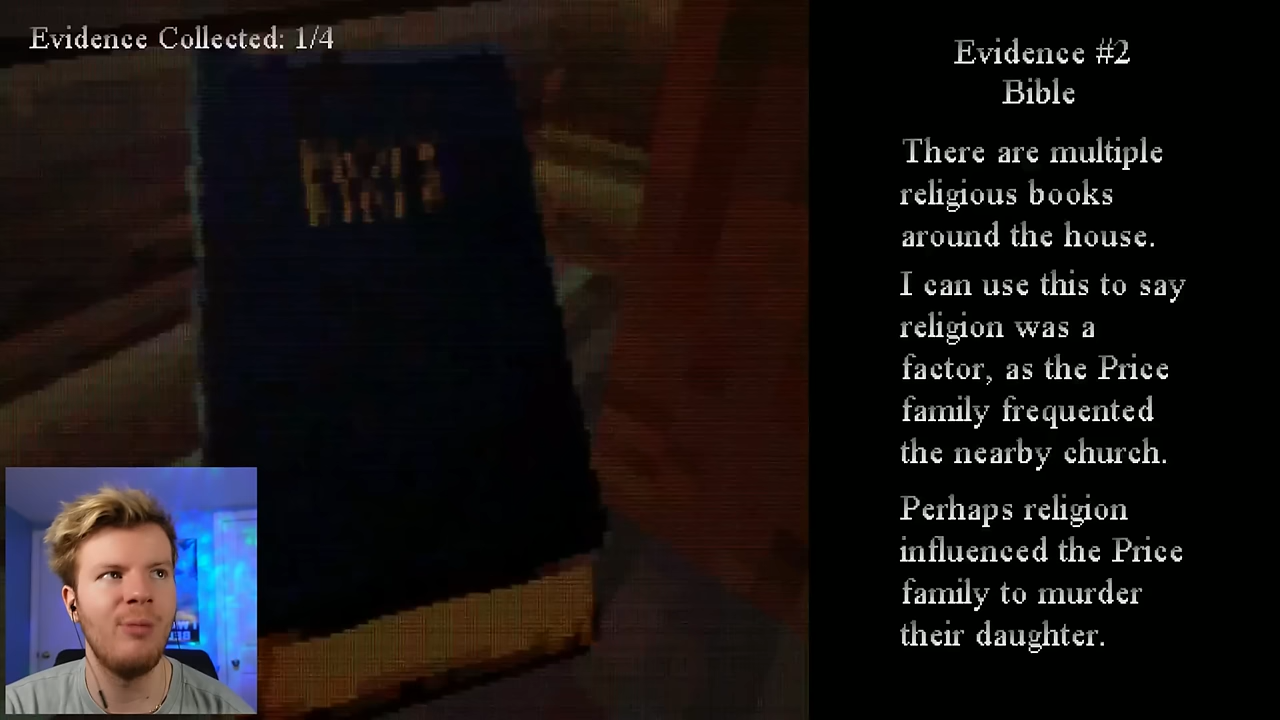 Evidence Collected: 1/4
Evidence #2
Bible
There are multiple
religious books
around the house.
I can use this to say
religion was a
factor, as the Price
family frequented
the nearby church.
Perhaps religion
influenced the Price
family to murder
their daughter.